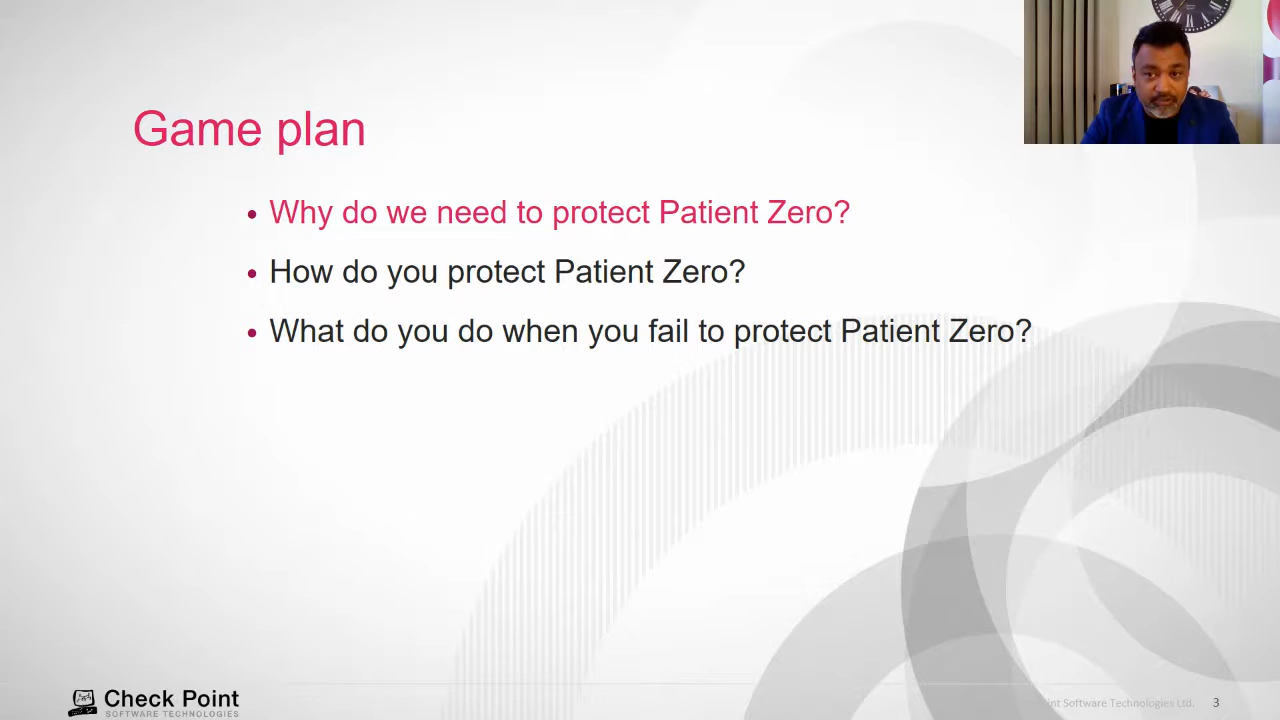 Game plan
• Why do we need to protect Patient Zero?
• How do you protect Patient Zero?
• What do you do when you fail to protect Patient Zero?
Check Point
SOFTWARE TECHNOLOGIES
Software Technologies Ltd. 3